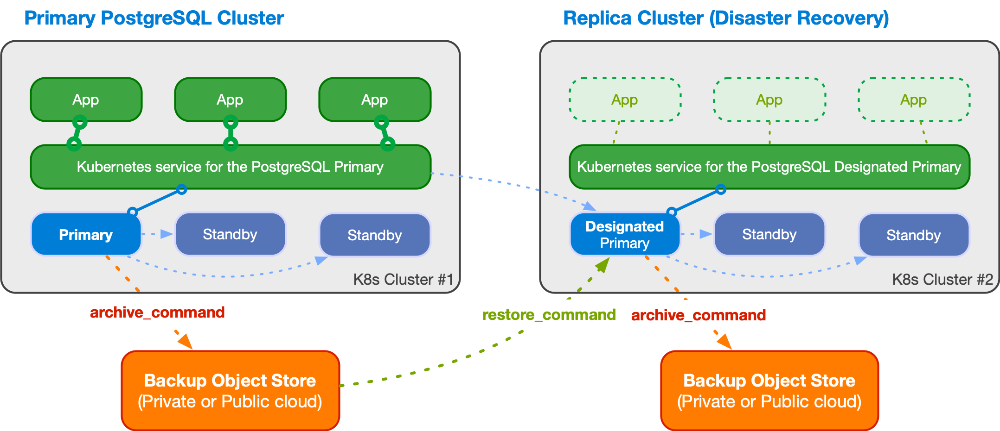 Primary PostgreSQL Cluster
App
App
App
Kubernetes service for the PostgreSQL Primary
Primary
Standby
Standby
K8s Cluster #1
archive_command
Backup Object Store
(Private or Public cloud)
Replica Cluster (Disaster Recovery)
App
App
App
Kubernetes service for the PostgreSQL Designated Primary
Designated
Primary
Standby
Standby
K8s Cluster #2
restore_command
archive_command
Backup Object Store
(Private or Public cloud)